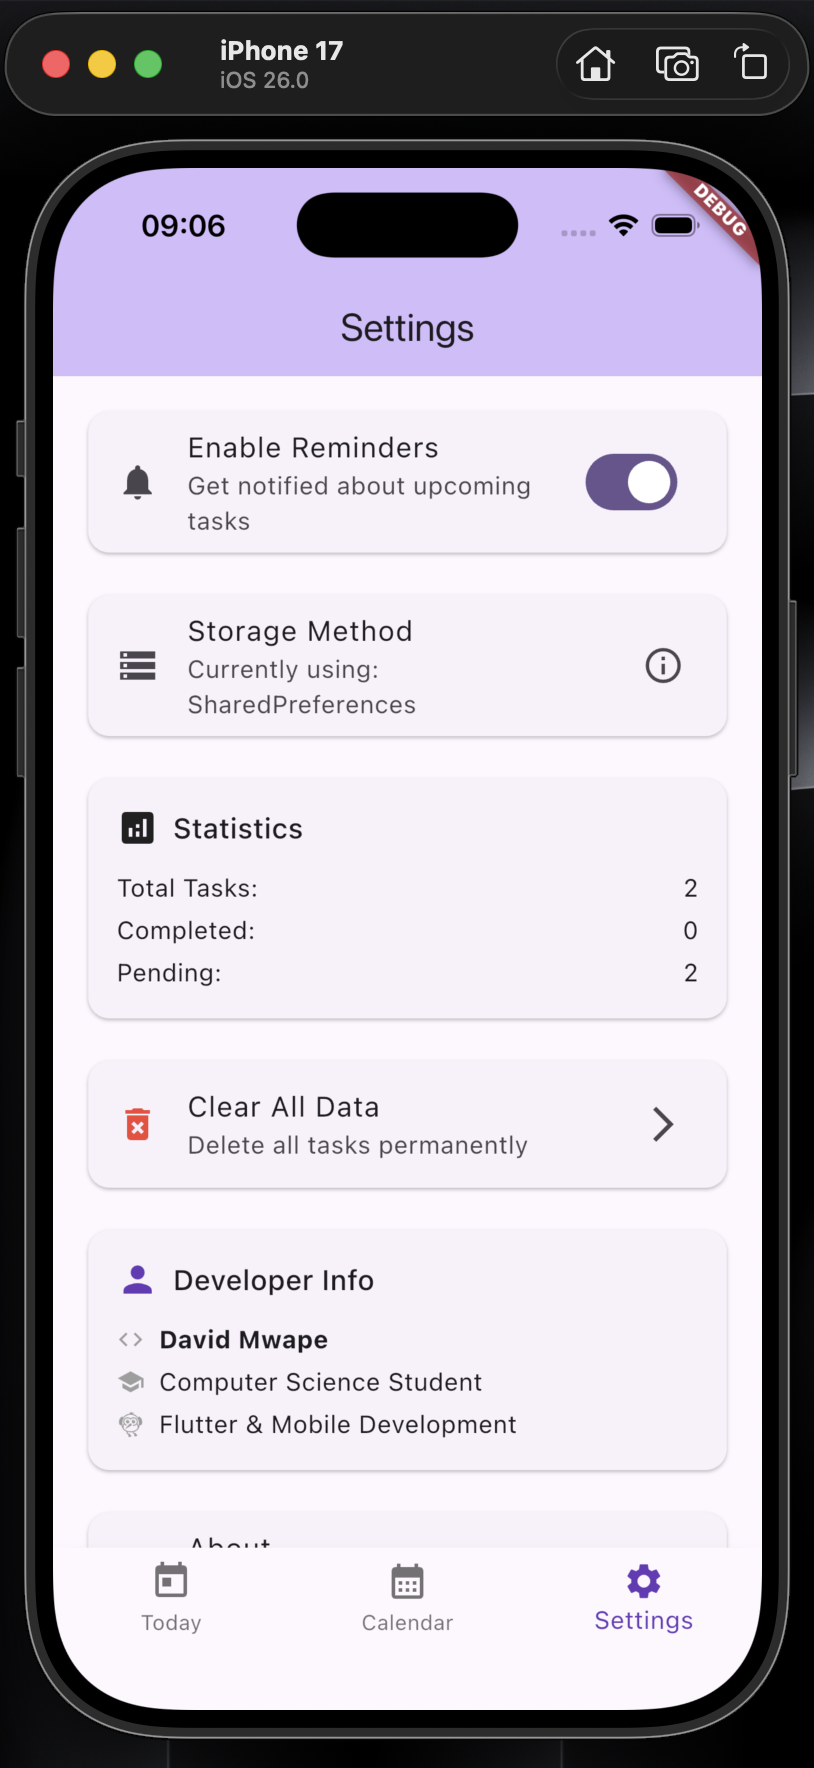 iPhone 17
iOS 26.0
09:06
DEBUG
Settings
Enable Reminders
Get notified about upcoming
tasks
Storage Method
Currently using:
SharedPreferences
Statistics
Total Tasks: 2
Completed: 0
Pending: 2
Clear All Data
Delete all tasks permanently
Developer Info
David Mwape
Computer Science Student
Flutter & Mobile Development
About
Today
Calendar
Settings